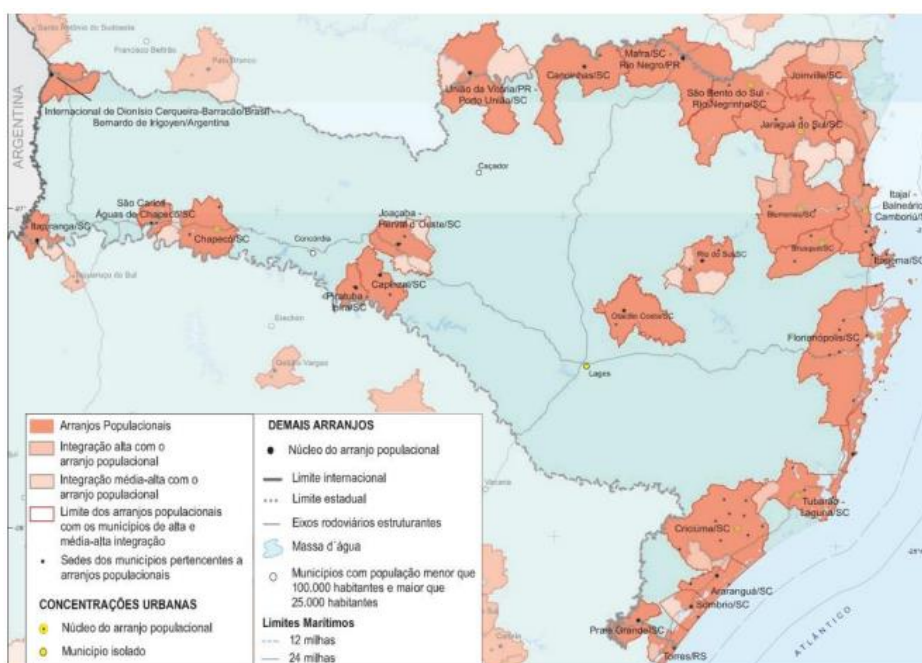 Santo Antônio do Sudoeste
Francisco Beltrão
Pato Branco
ARGENTINA
Internacional de Dionísio Cerqueira-Barracão/Brasil -
Bernardo de Irigoyen/Argentina
União da Vitória/PR -
Porto União/SC
Canoinhas/SC
Mafra/SC -
Rio Negro/PR
São Bento do Sul -
Rio Negrinho/SC
Joinville/SC
Jaraguá do Sul/SC
Caçador
-27°
São Carlos -
Águas de Chapecó/SC
Itapiranga/SC
Chapecó/SC
Concórdia
Joaçaba -
Herval d'Oeste/SC
Capinzal/SC
Piratuba -
Ipira/SC
Blumenau/SC
Itajaí -
Balneário
Camboriú/SC
Brusque/SC
Itapema/SC
Rio do Sul/SC
Otacílio Costa/SC
Florianópolis/SC
Erechim
Getúlio Vargas
Lages
Vacaria
Tubarão -
Laguna/SC
Criciúma/SC
-28°
Araranguá/SC
Sombrio/SC
Praia Grande/SC
Torres/RS
ATLÂNTICO
Arranjos Populacionais
Integração alta com o
arranjo populacional
Integração média-alta com o
arranjo populacional
Limite dos arranjos populacionais
com os municípios de alta e
média-alta integração
Sedes dos municípios pertencentes a
arranjos populacionais
CONCENTRAÇÕES URBANAS
Núcleo do arranjo populacional
Município isolado
DEMAIS ARRANJOS
Núcleo do arranjo populacional
Limite internacional
Limite estadual
Eixos rodoviários estruturantes
Massa d´água
Municípios com população menor que
100.000 habitantes e maior que
25.000 habitantes
Limites Marítimos
12 milhas
24 milhas